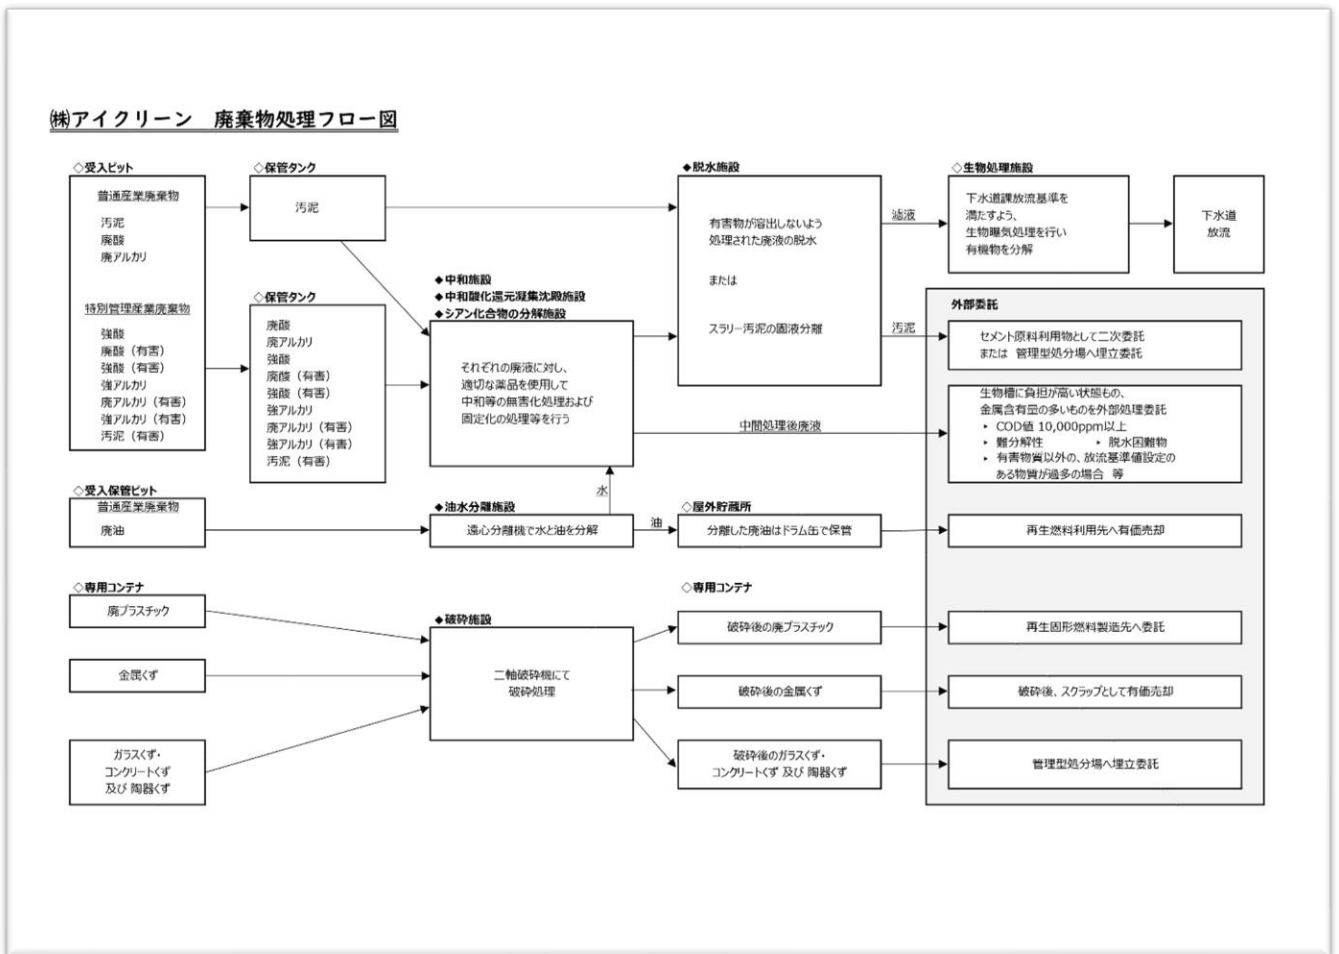 ㈱アイクリーン　廃棄物処理フロー図
◇受入ピット
普通産業廃棄物
汚泥
廃酸
廃アルカリ
特別管理産業廃棄物
強酸
廃酸（有害）
強酸（有害）
強アルカリ
廃アルカリ（有害）
強アルカリ（有害）
汚泥（有害）
◇保管タンク
汚泥
◇保管タンク
廃酸
廃アルカリ
強酸
廃酸（有害）
強酸（有害）
強アルカリ
廃アルカリ（有害）
強アルカリ（有害）
汚泥（有害）
◆中和施設
◆中和酸化還元凝集沈殿施設
◆シアン化合物の分解施設
それぞれの廃液に対し、
適切な薬品を使用して
中和等の無害化処理および
固定化の処理等を行う
◆脱水施設
有害物が溶出しないよう
処理された廃液の脱水
または
スラリー汚泥の固液分離
濾液
汚泥
中間処理後廃液
◇生物処理施設
下水道課放流基準を
満たすよう、
生物曝気処理を行い
有機物を分解
下水道
放流
外部委託
セメント原料利用物として二次委託
または 管理型処分場へ埋立委託
生物槽に負担が高い状態もの、
金属含有量の多いものを外部処理委託
‣ COD値 10,000ppm以上
‣ 難分解性　‣ 脱水困難物
‣ 有害物質以外の、放流基準値設定の
ある物質が過多の場合 等
◇受入保管ピット
普通産業廃棄物
廃油
水
◆油水分離施設
遠心分離機で水と油を分解
油
◇屋外貯蔵所
分離した廃油はドラム缶で保管
再生燃料利用先へ有価売却
◇専用コンテナ
廃プラスチック
金属くず
ガラスくず・
コンクリートくず
及び 陶器くず
◆破砕施設
二軸破砕機にて
破砕処理
◇専用コンテナ
破砕後の廃プラスチック
破砕後の金属くず
破砕後のガラスくず・
コンクリートくず 及び 陶器くず
再生固形燃料製造先へ委託
破砕後、スクラップとして有価売却
管理型処分場へ埋立委託